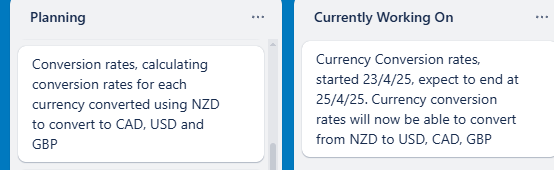 Planning
Conversion rates, calculating
conversion rates for each
currency converted using NZD
to convert to CAD, USD and
GBP
Currently Working On
Currency Conversion rates,
started 23/4/25, expect to end at
25/4/25. Currency conversion
rates will now be able to convert
from NZD to USD, CAD, GBP